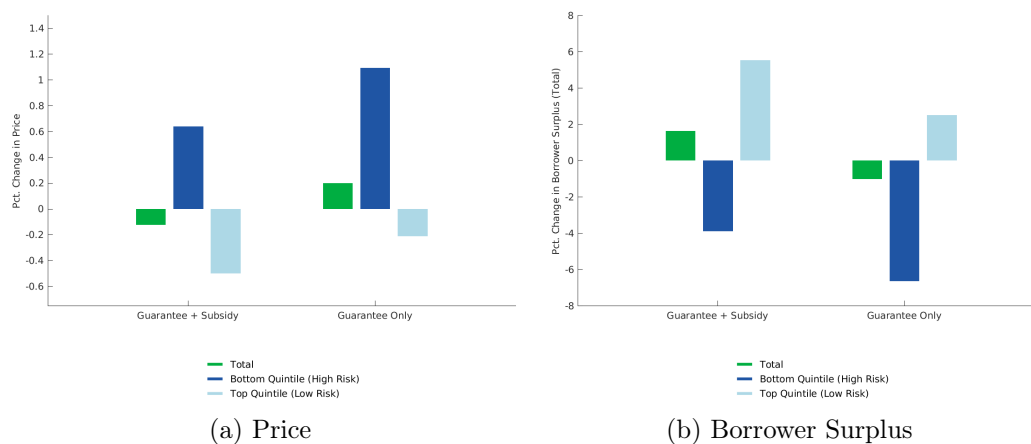 Pct. Change in Price
1.4
1.2
1
0.8
0.6
0.4
0.2
0
-0.2
-0.4
-0.6
Guarantee + Subsidy
Guarantee Only
Total
Bottom Quintile (High Risk)
Top Quintile (Low Risk)
(a) Price
Pct. Change in Borrower Surplus (Total)
8
6
4
2
0
-2
-4
-6
-8
Guarantee + Subsidy
Guarantee Only
Total
Bottom Quintile (High Risk)
Top Quintile (Low Risk)
(b) Borrower Surplus